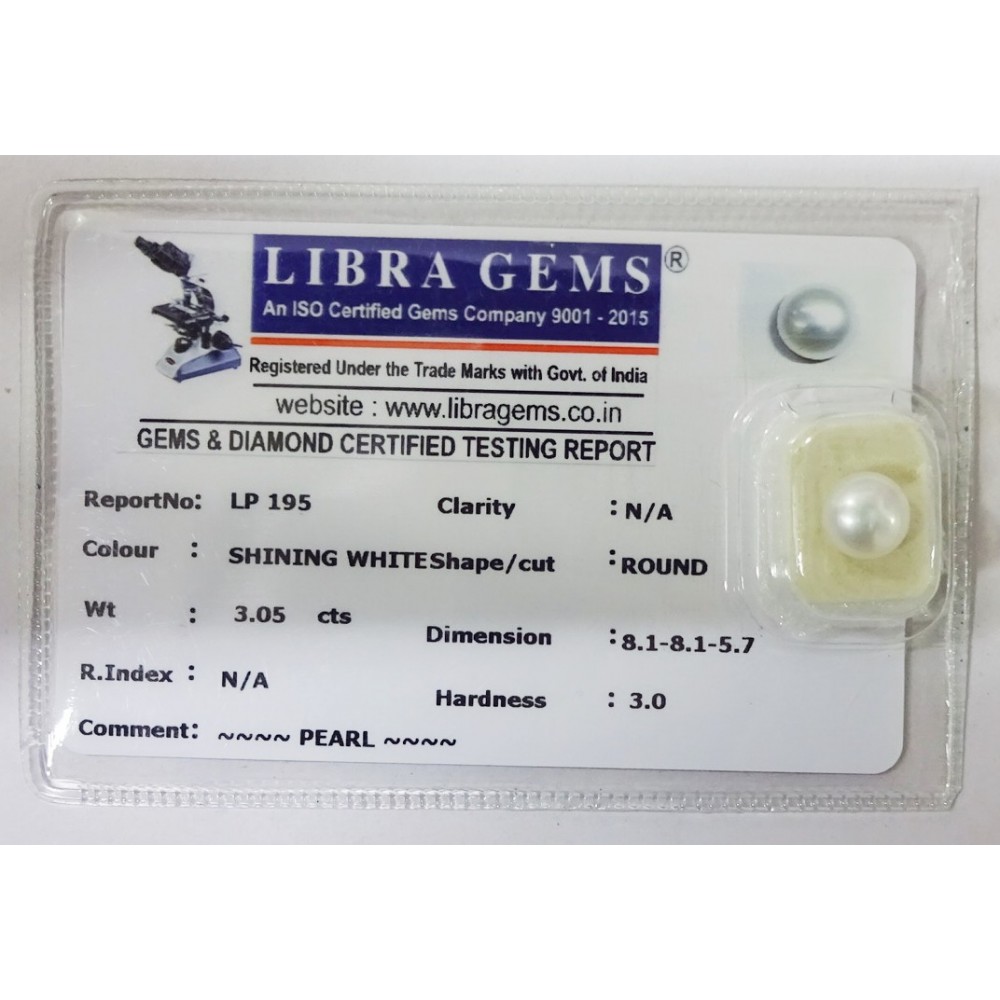 LIBRA GEMS ®
An ISO Certified Gems Company 9001 - 2015
Registered Under the Trade Marks with Govt. of India
website : www.libragems.co.in
GEMS & DIAMOND CERTIFIED TESTING REPORT
ReportNo: LP 195 Clarity : N/A
Colour : SHINING WHITE Shape/cut : ROUND
Wt : 3.05 cts Dimension : 8.1-8.1-5.7
R.Index : N/A Hardness : 3.0
Comment: ~~~~ PEARL ~~~~